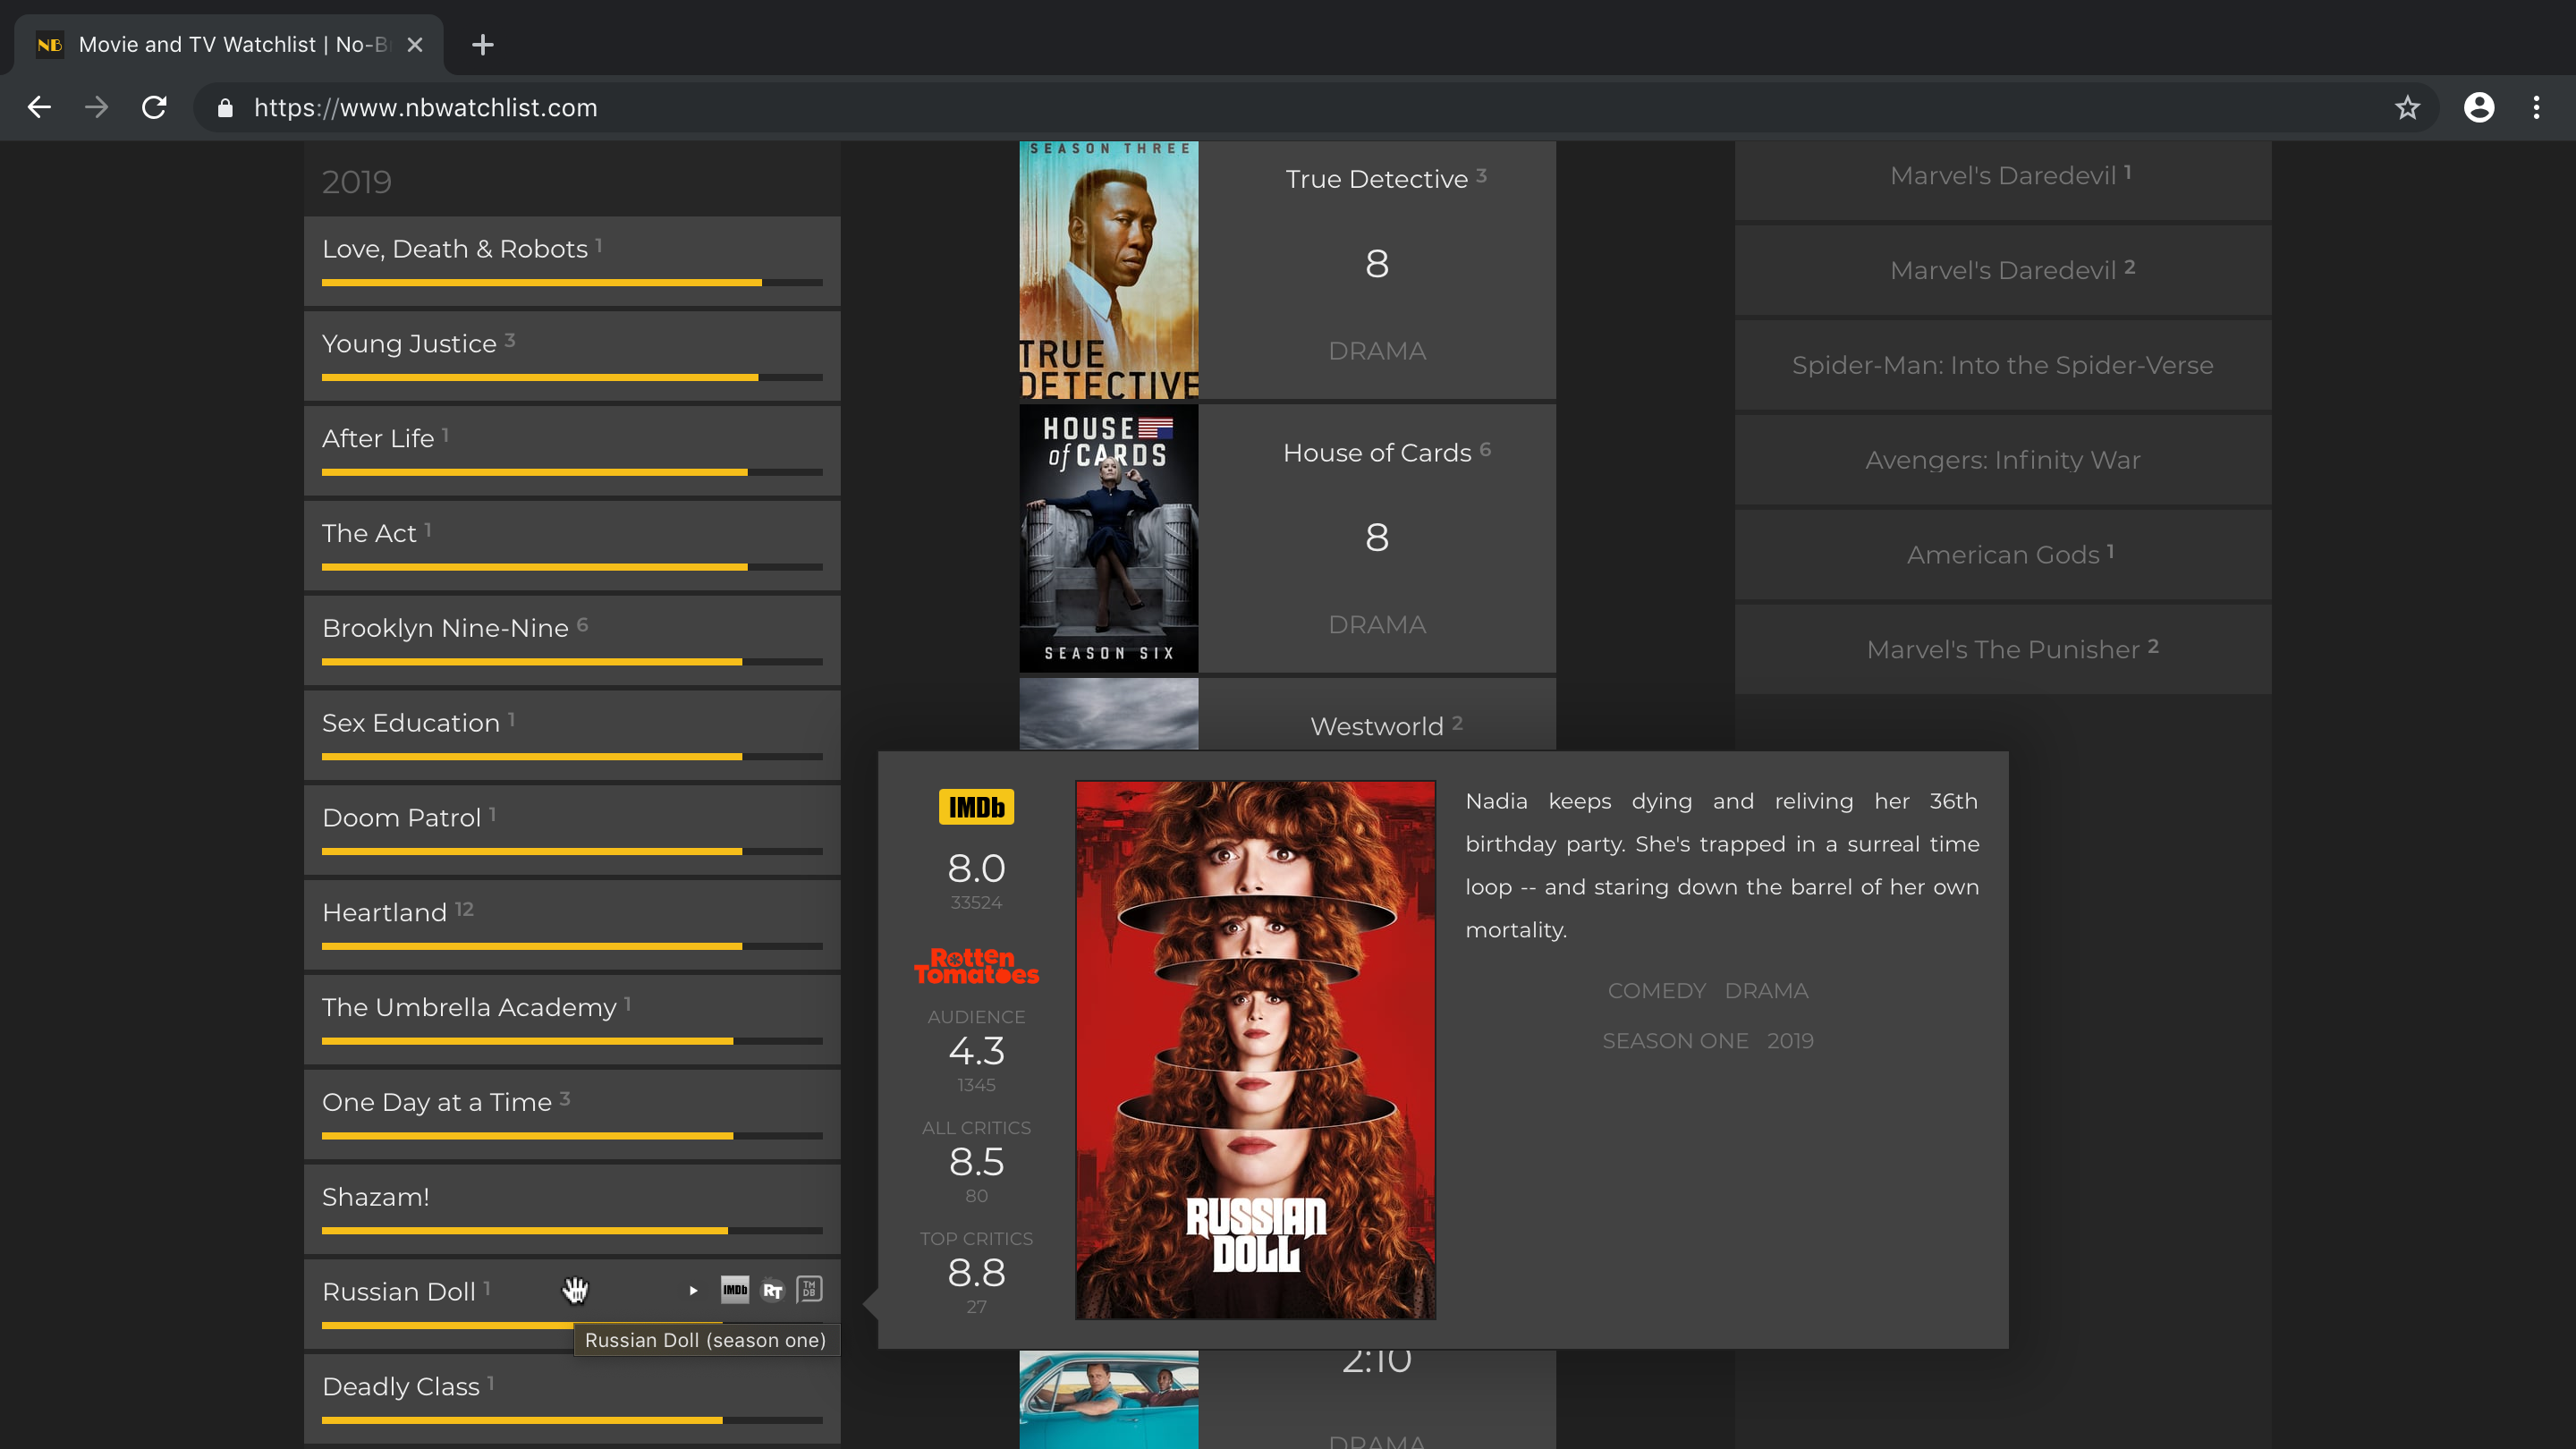 NB Movie and TV Watchlist | No-B
https://www.nbwatchlist.com
2019
Love, Death & Robots 1
Young Justice 3
After Life 1
The Act 1
Brooklyn Nine-Nine 6
Sex Education 1
Doom Patrol 1
Heartland 12
The Umbrella Academy 1
One Day at a Time 3
Shazam!
Russian Doll 1
IMDb
RT
TM
DB
Russian Doll (season one)
Deadly Class 1
SEASON THREE
TRUE
DETECTIVE
True Detective 3
8
DRAMA
HOUSE
of CARDS
SEASON SIX
House of Cards 6
8
DRAMA
Westworld 2
IMDb
8.0
33524
Rotten
Tomatoes
AUDIENCE
4.3
1345
ALL CRITICS
8.5
80
TOP CRITICS
8.8
27
RUSSIAN
DOLL
Nadia keeps dying and reliving her 36th
birthday party. She's trapped in a surreal time
loop -- and staring down the barrel of her own
mortality.
COMEDY DRAMA
SEASON ONE 2019
2:10
DRAMA
Marvel's Daredevil 1
Marvel's Daredevil 2
Spider-Man: Into the Spider-Verse
Avengers: Infinity War
American Gods 1
Marvel's The Punisher 2